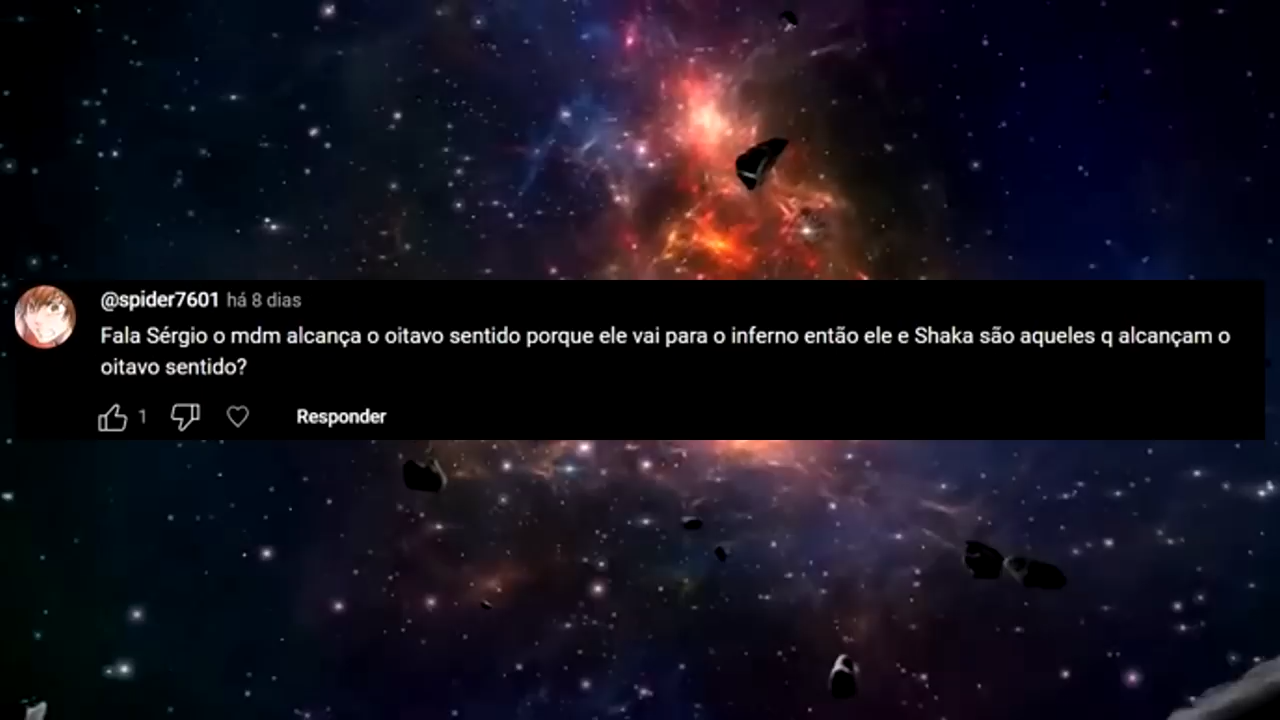 @spider7601 há 8 dias
Fala Sérgio o mdm alcança o oitavo sentido porque ele vai para o inferno então ele e Shaka são aqueles q alcançam o
oitavo sentido?
1 Responder